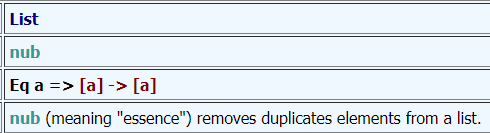 List
nub
Eq a => [a] -> [a]
nub (meaning "essence") removes duplicates elements from a list.